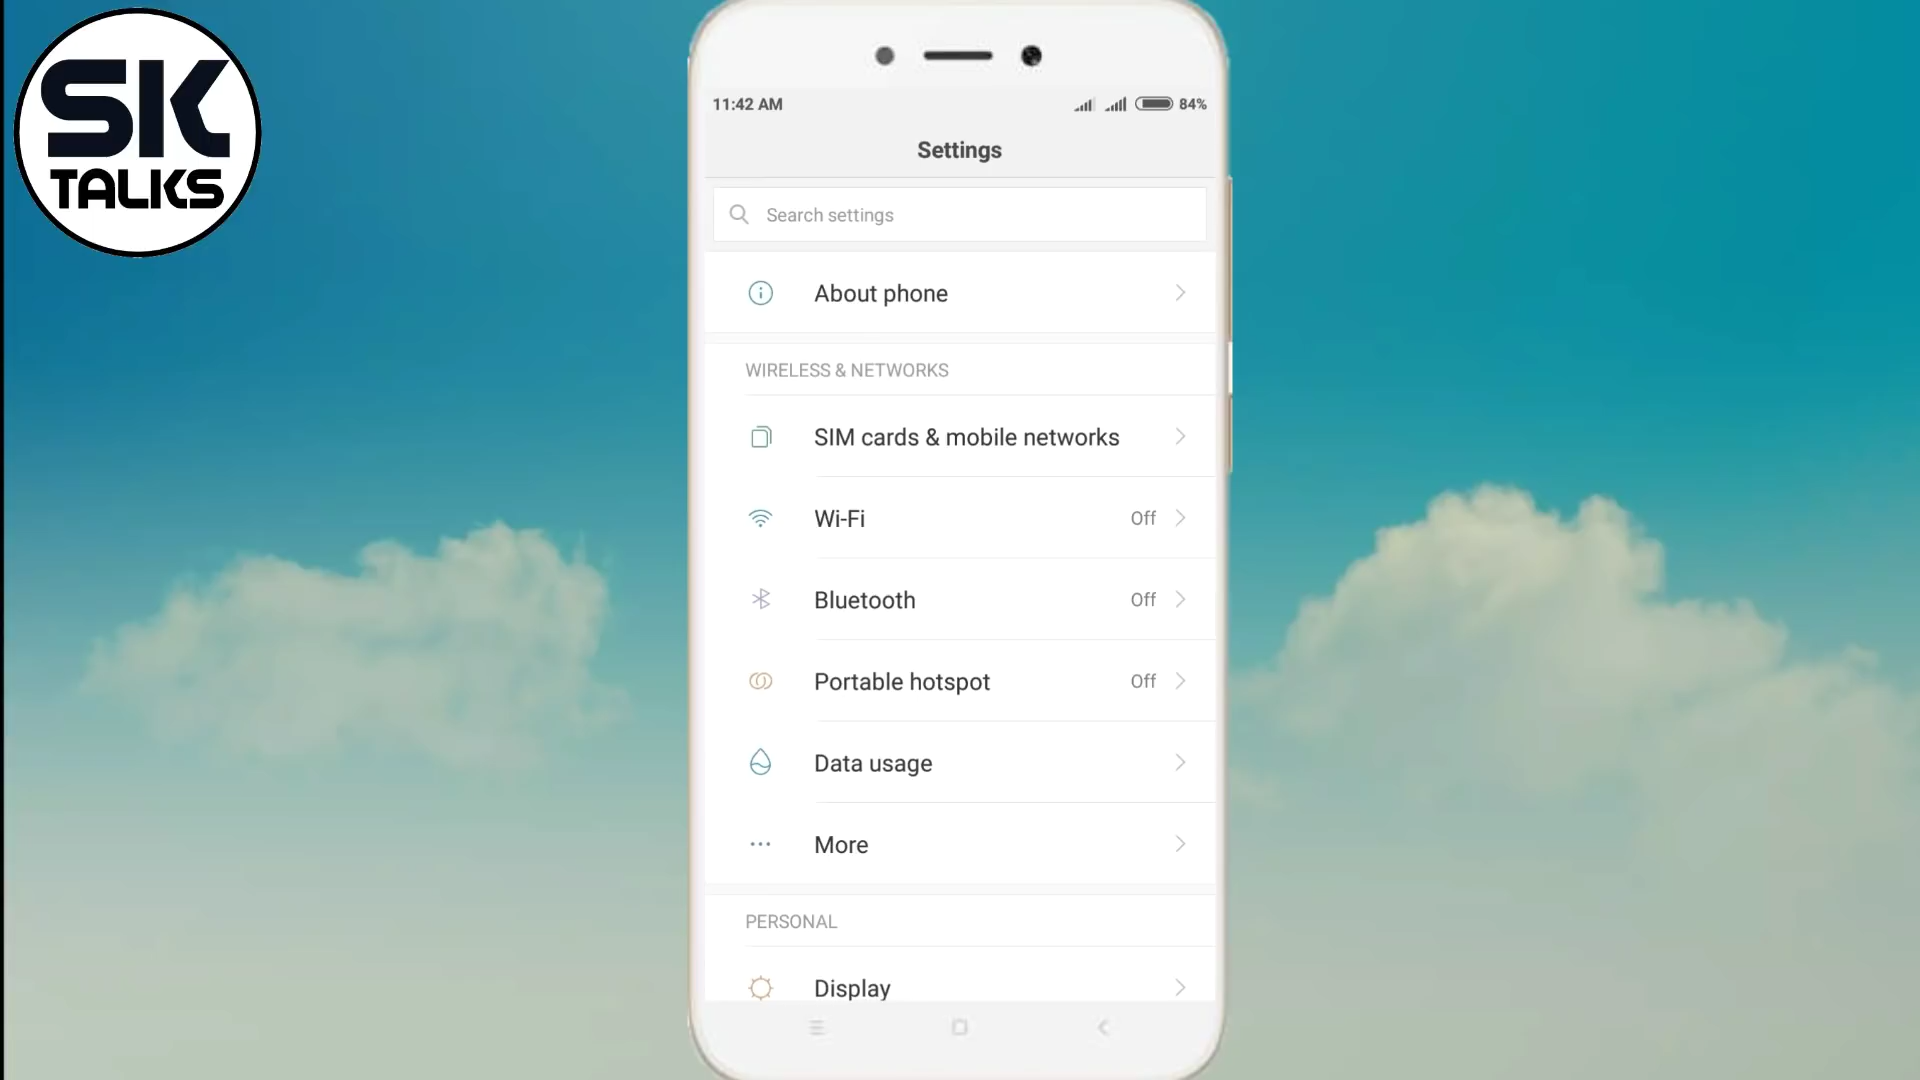 SK
TALKS
11:42 AM 84%
Settings
Search settings
About phone
WIRELESS & NETWORKS
SIM cards & mobile networks
Wi-Fi Off
Bluetooth Off
Portable hotspot Off
Data usage
More
PERSONAL
Display